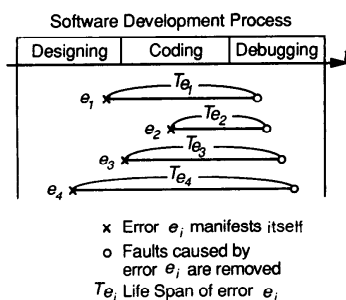 Software Development Process
Designing Coding Debugging
t
Te1
e1
Te2
e2
Te3
e3
Te4
e4
x Error ei manifests itself
o Faults caused by
error ei are removed
Tei Life Span of error ei